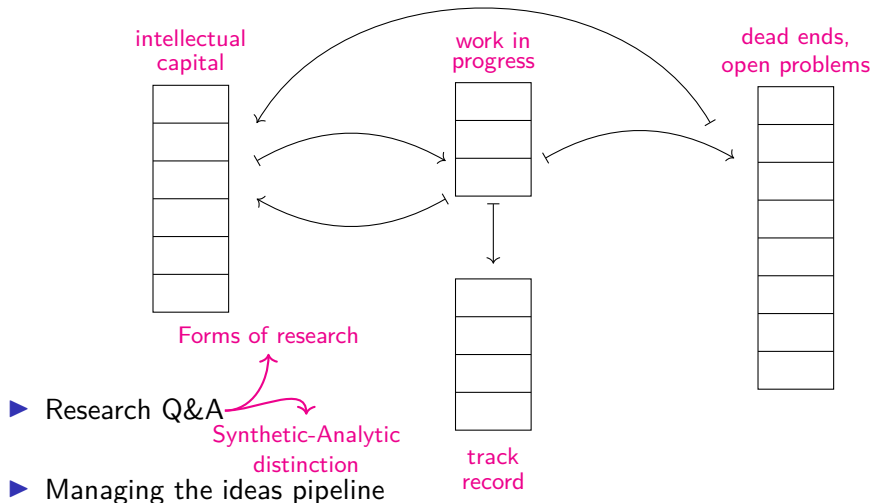 intellectual
capital
work in
progress
dead ends,
open problems
Forms of research
Research Q&A
Synthetic-Analytic
distinction
track
record
Managing the ideas pipeline